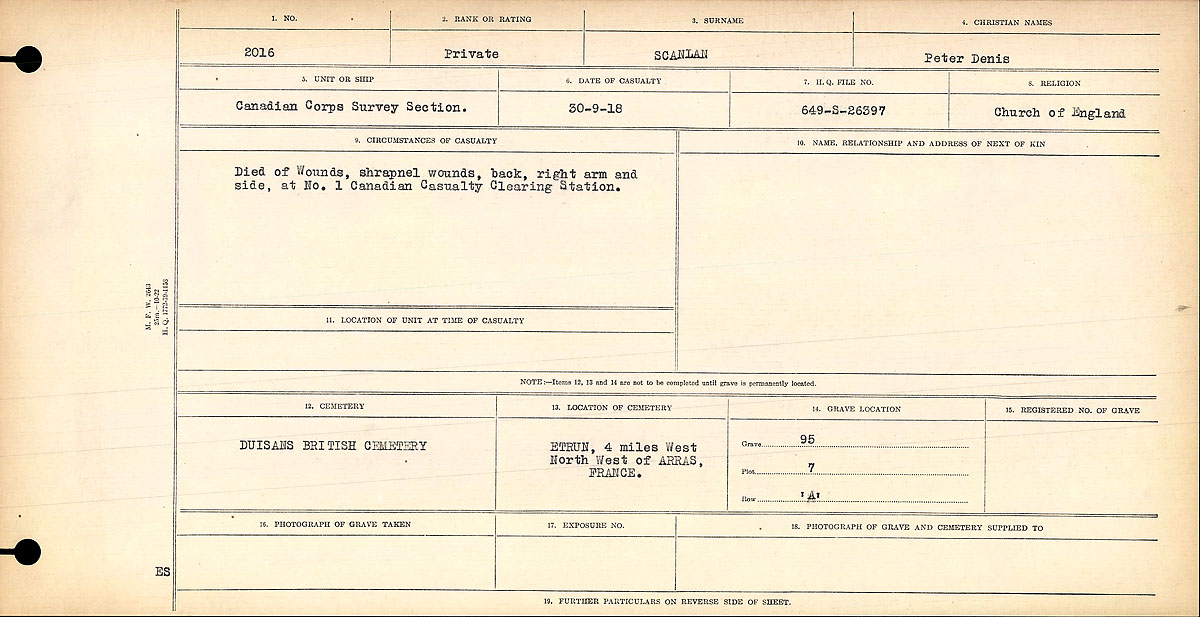 1. NO.
2. RANK OR RATING
3. SURNAME
4. CHRISTIAN NAMES
2016
Private
SCANLAN
Peter Denis
5. UNIT OR SHIP
6. DATE OF CASUALTY
7. H. Q. FILE NO.
8. RELIGION
Canadian Corps Survey Section.
30-9-18
649-S-26397
Church of England
9. CIRCUMSTANCES OF CASUALTY
10. NAME, RELATIONSHIP AND ADDRESS OF NEXT OF KIN
Died of Wounds, shrapnel wounds, back, right arm and
side, at No. 1 Canadian Casualty Clearing Station.
M. F. W. 2643
25m.-10-22
H. Q. 1772-39-1458
11. LOCATION OF UNIT AT TIME OF CASUALTY
NOTE:—Items 12, 13 and 14 are not to be completed until grave is permanently located.
12. CEMETERY
13. LOCATION OF CEMETERY
14. GRAVE LOCATION
15. REGISTERED NO. OF GRAVE
DUISANS BRITISH CEMETERY
ETRUN, 4 miles West
North West of ARRAS,
FRANCE.
Grave 95
Plot 7
Row 'A'
16. PHOTOGRAPH OF GRAVE TAKEN
17. EXPOSURE NO.
18. PHOTOGRAPH OF GRAVE AND CEMETERY SUPPLIED TO
ES
19. FURTHER PARTICULARS ON REVERSE SIDE OF SHEET.